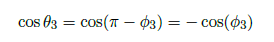 cos θ₃ = cos(π − ϕ₃) = − cos(ϕ₃)